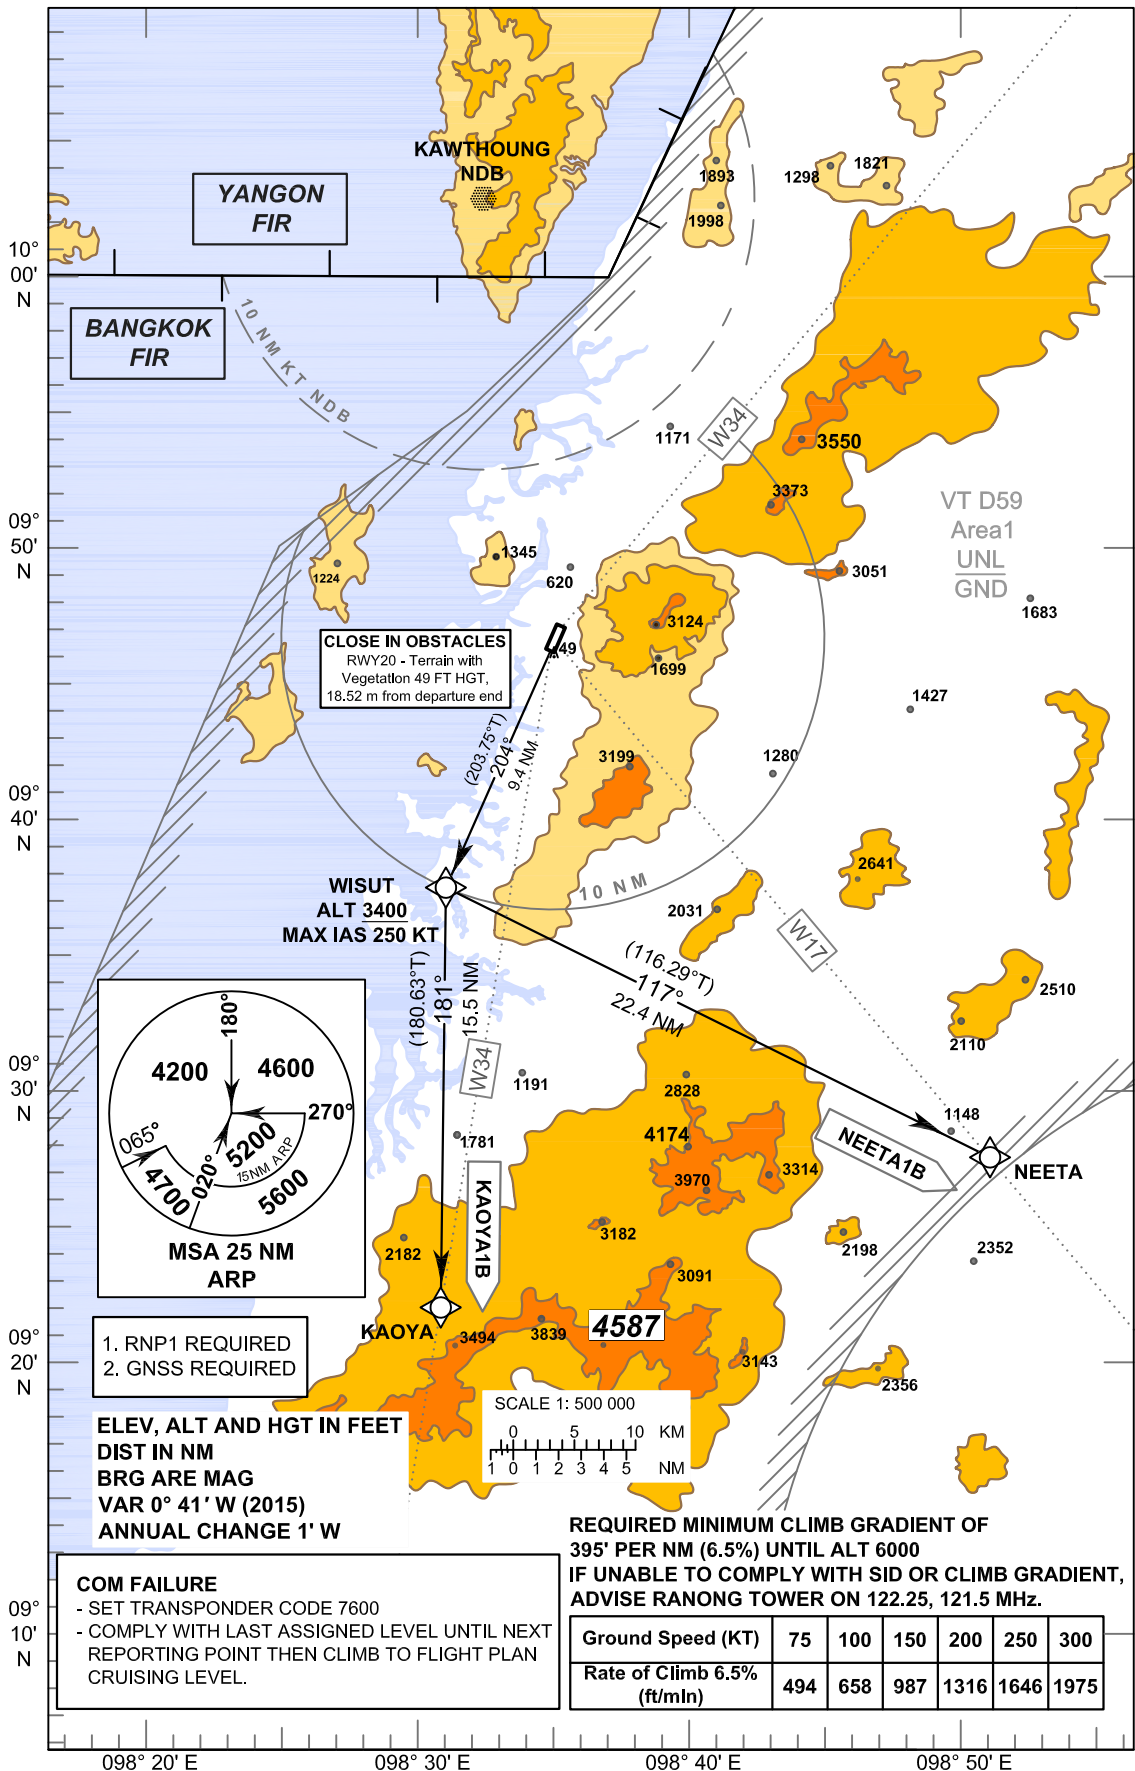 KAWTHOUNG
NDB
YANGON
FIR
BANGKOK
FIR
10 NM KT NDB
10°
00'
N
1893
1998
1298
1821
1171
W34
3550
3373
VT D59
Area1
UNL
GND
3051
1683
09°
50'
N
1224
1345
620
3124
1699
49
CLOSE IN OBSTACLES
RWY20 - Terrain with
Vegetation 49 FT HGT,
18.52 m from departure end
(203.75°T)
204°
9.4 NM
3199
1427
1280
09°
40'
N
2641
10 NM
2031
WISUT
ALT 3400
MAX IAS 250 KT
W17
(116.29°T)
117°
22.4 NM
(180.63°T)
181°
15.5 NM
W34
2510
2110
180°
4200
4600
270°
065°
020°
5200
15NM ARP
4700
5600
MSA 25 NM
ARP
09°
30'
N
1191
2828
1148
1781
4174
3970
3314
NEETA1B
NEETA
KAOYA1B
2182
3182
2198
2352
3091
KAOYA
3494
3839
4587
3143
2356
1. RNP1 REQUIRED
2. GNSS REQUIRED
09°
20'
N
SCALE 1: 500 000
0 5 10 KM
1 0 1 2 3 4 5 NM
ELEV, ALT AND HGT IN FEET
DIST IN NM
BRG ARE MAG
VAR 0° 41' W (2015)
ANNUAL CHANGE 1' W
REQUIRED MINIMUM CLIMB GRADIENT OF
395' PER NM (6.5%) UNTIL ALT 6000
IF UNABLE TO COMPLY WITH SID OR CLIMB GRADIENT,
ADVISE RANONG TOWER ON 122.25, 121.5 MHz.
COM FAILURE
- SET TRANSPONDER CODE 7600
- COMPLY WITH LAST ASSIGNED LEVEL UNTIL NEXT
REPORTING POINT THEN CLIMB TO FLIGHT PLAN
CRUISING LEVEL.
09°
10'
N
Ground Speed (KT) 75 100 150 200 250 300
Rate of Climb 6.5%
(ft/min) 494 658 987 1316 1646 1975
098° 20' E 098° 30' E 098° 40' E 098° 50' E